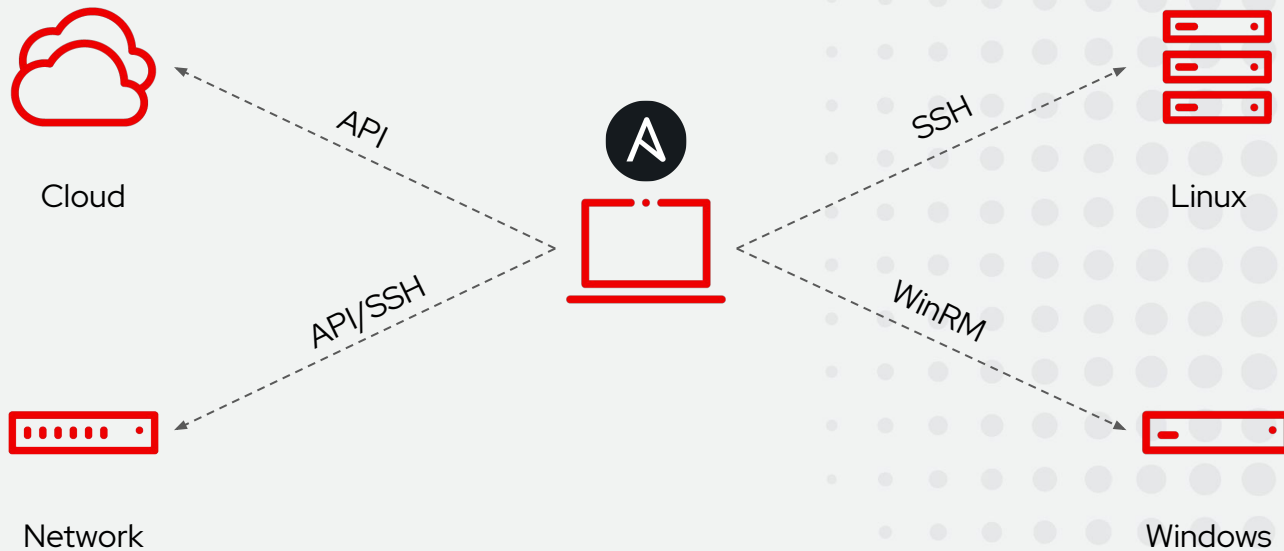 API
SSH
Cloud
Linux
API/SSH
WinRM
Network
Windows